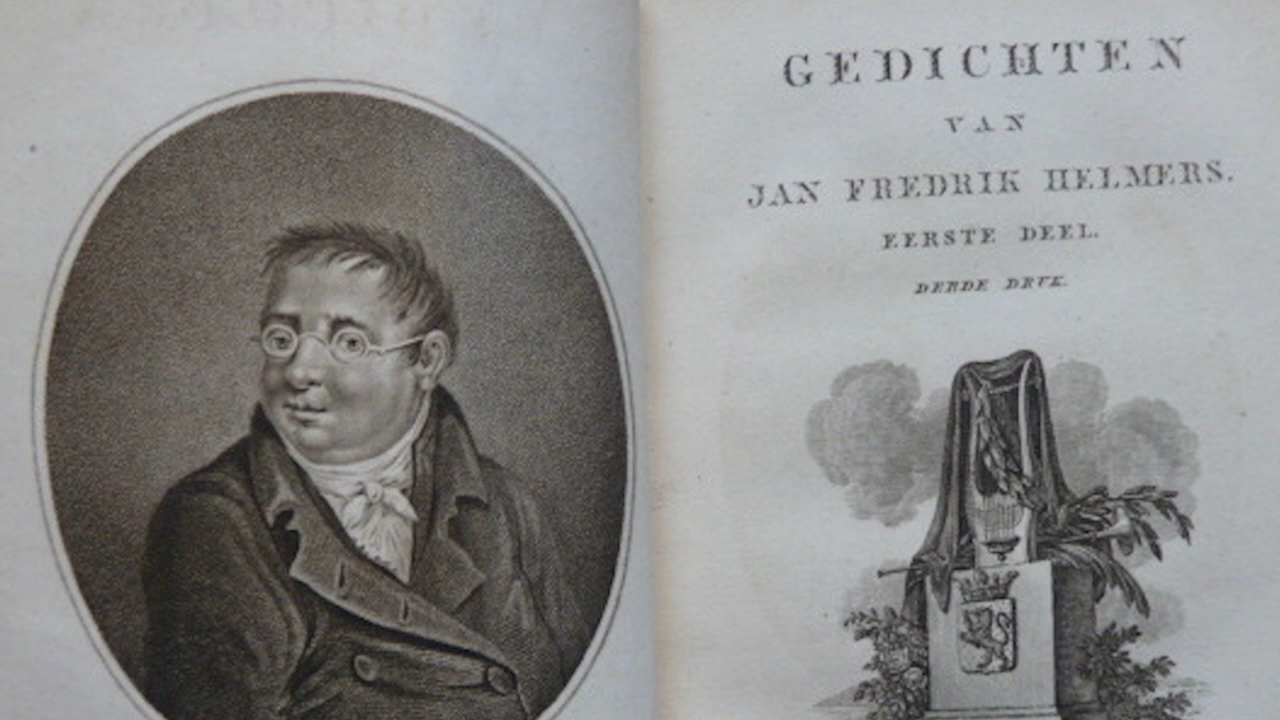 GEDICHTEN
VAN
JAN FREDRIK HELMERS.
EERSTE DEEL.
DERDE DRUK.